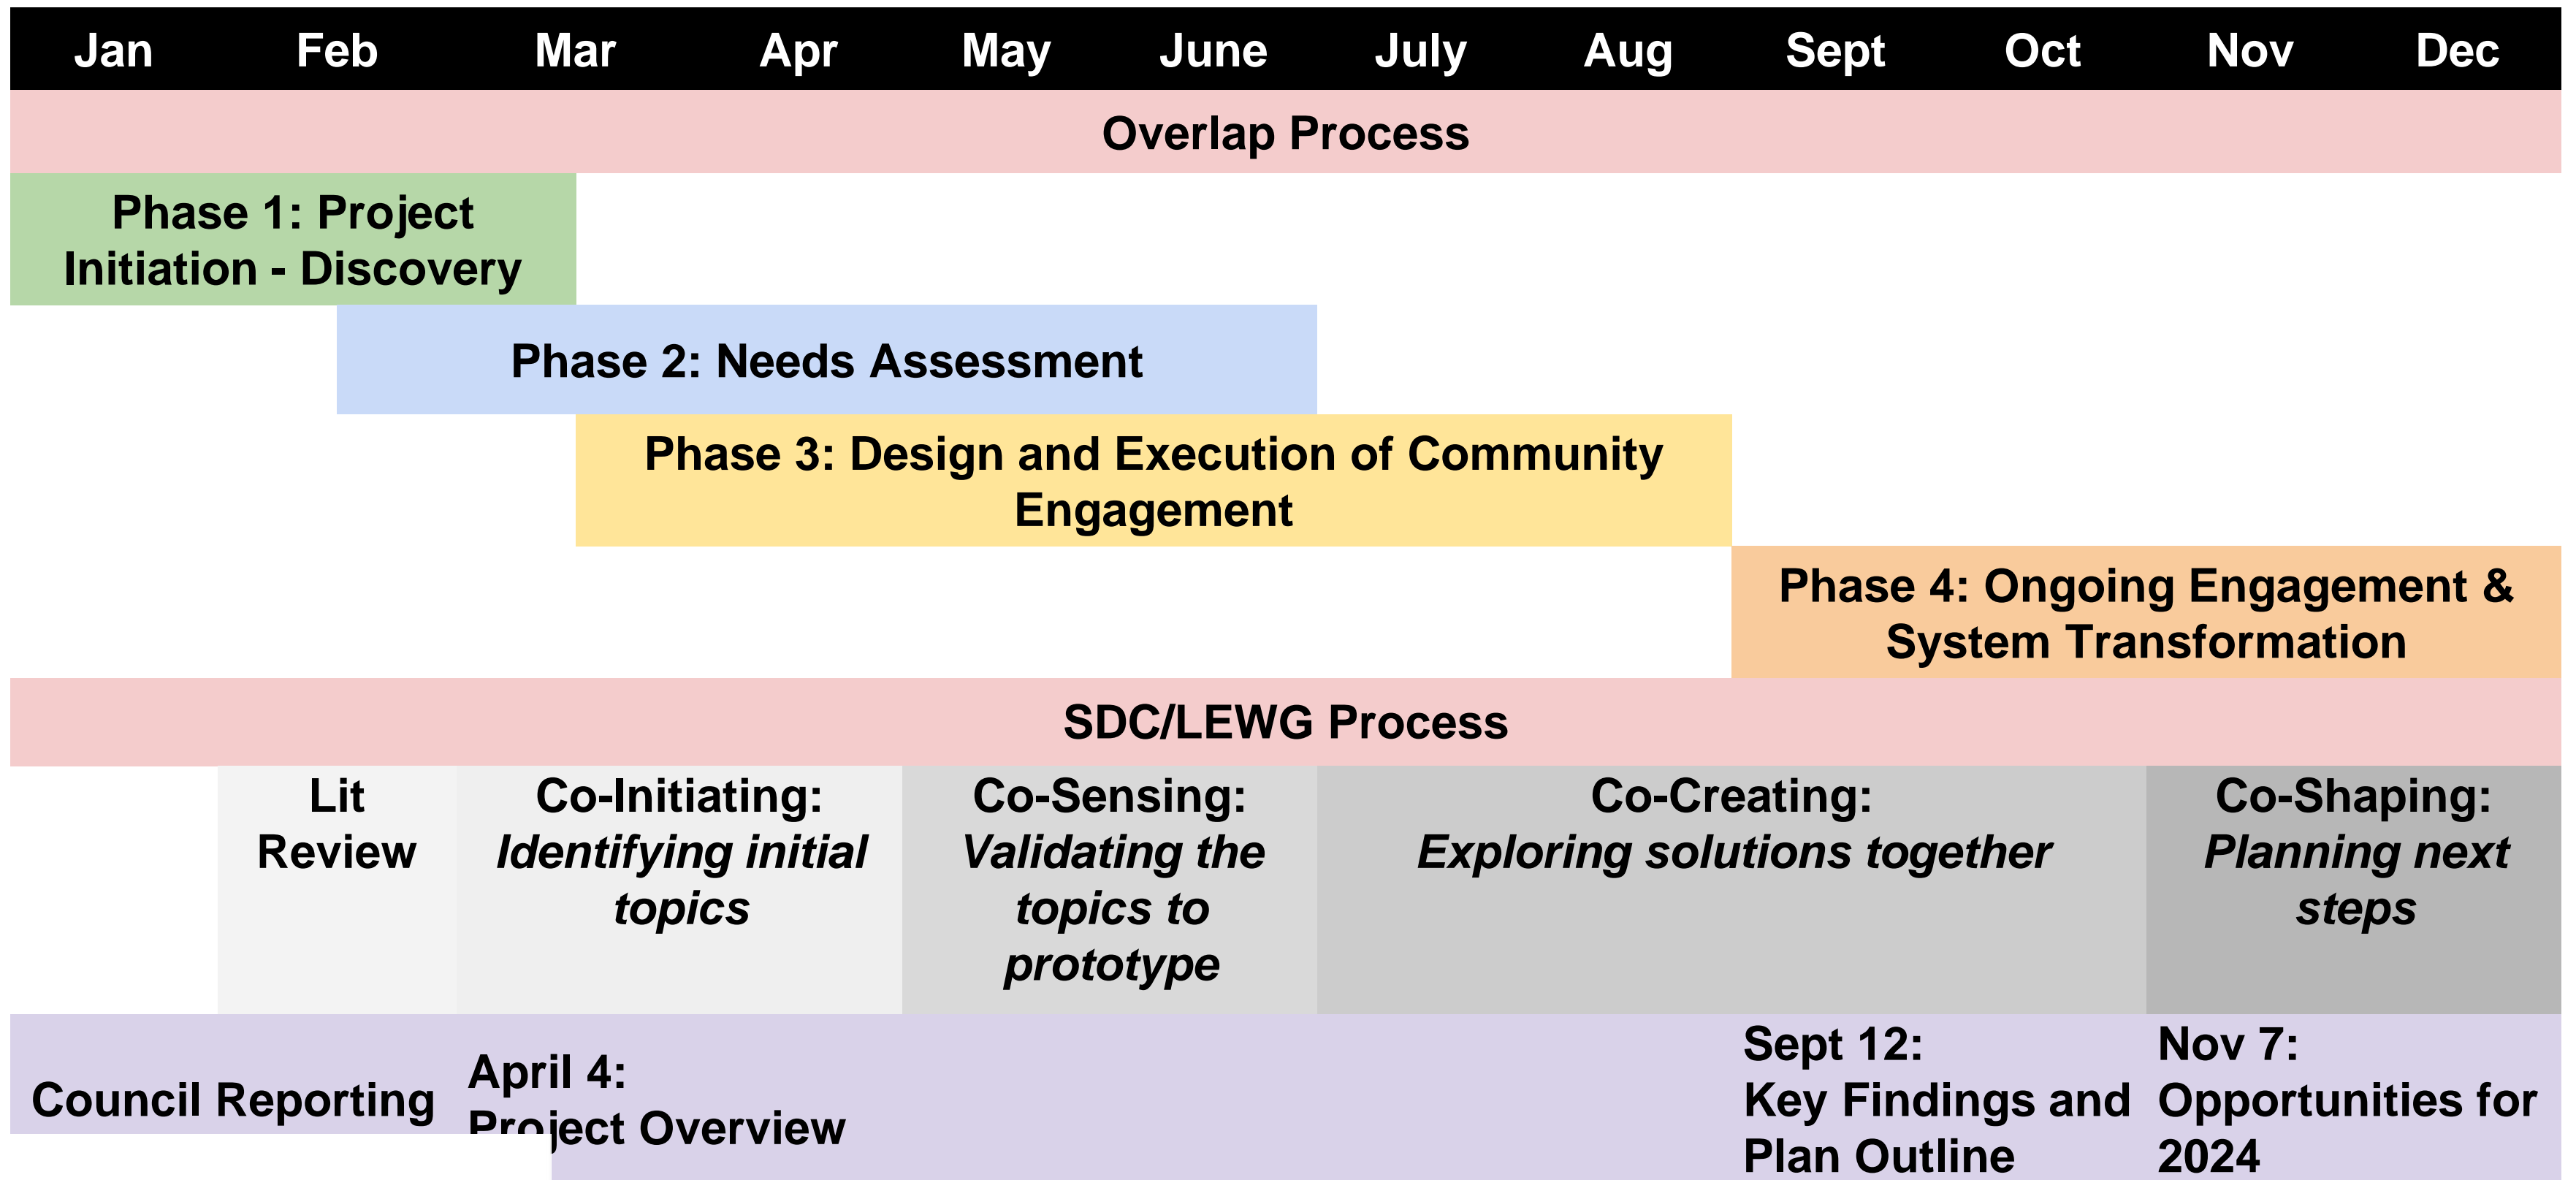 Jan Feb Mar Apr May June July Aug Sept Oct Nov Dec
Overlap Process
Phase 1: Project
Initiation - Discovery
Phase 2: Needs Assessment
Phase 3: Design and Execution of Community
Engagement
Phase 4: Ongoing Engagement &
System Transformation
SDC/LEWG Process
Lit
Review
Co-Initiating:
Identifying initial
topics
Co-Sensing:
Validating the
topics to
prototype
Co-Creating:
Exploring solutions together
Co-Shaping:
Planning next
steps
Council Reporting
April 4:
Project Overview
Sept 12:
Key Findings and
Plan Outline
Nov 7:
Opportunities for
2024